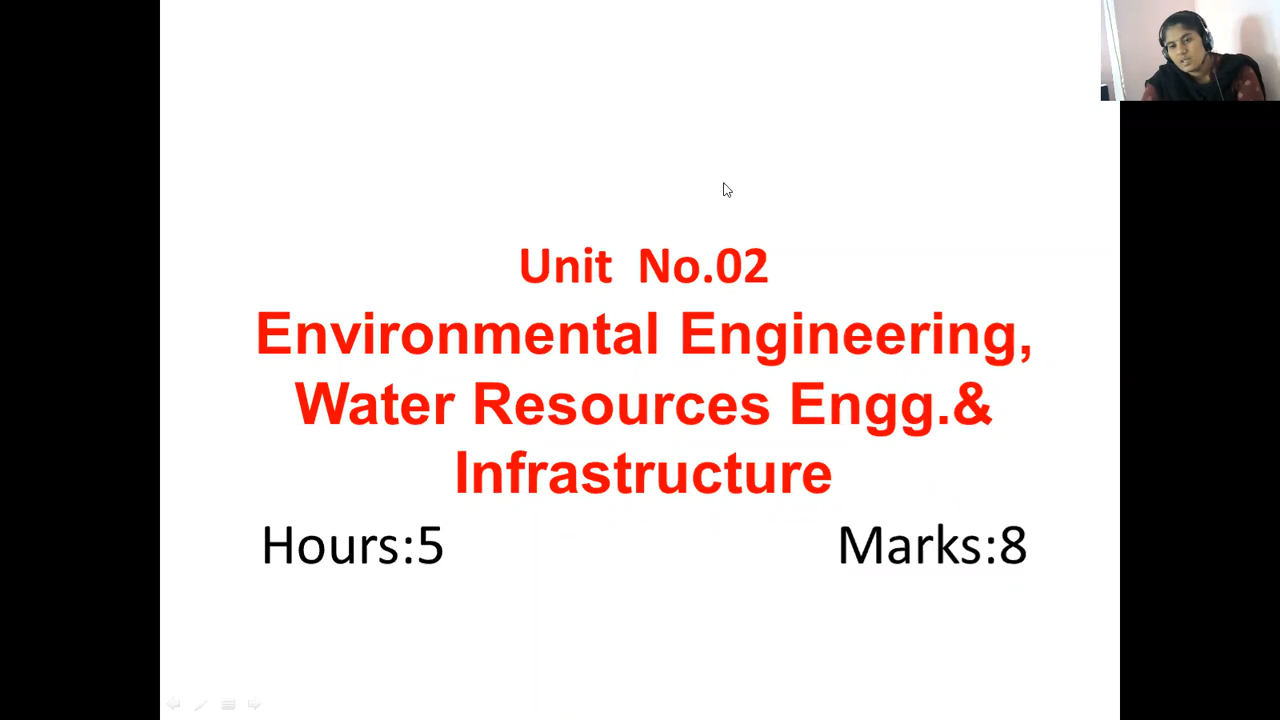 Unit No.02
Environmental Engineering,
Water Resources Engg.&
Infrastructure
Hours:5 Marks:8